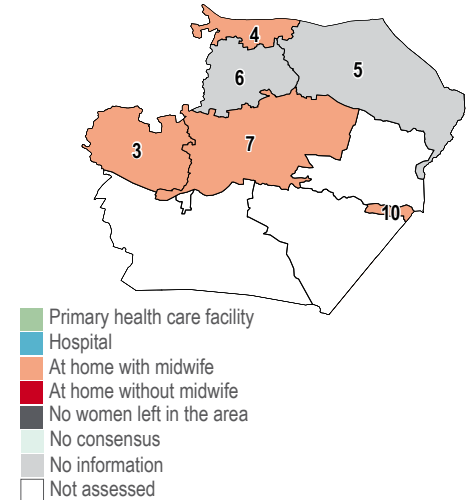 4
6
5
3
7
10
Primary health care facility
Hospital
At home with midwife
At home without midwife
No women left in the area
No consensus
No information
Not assessed